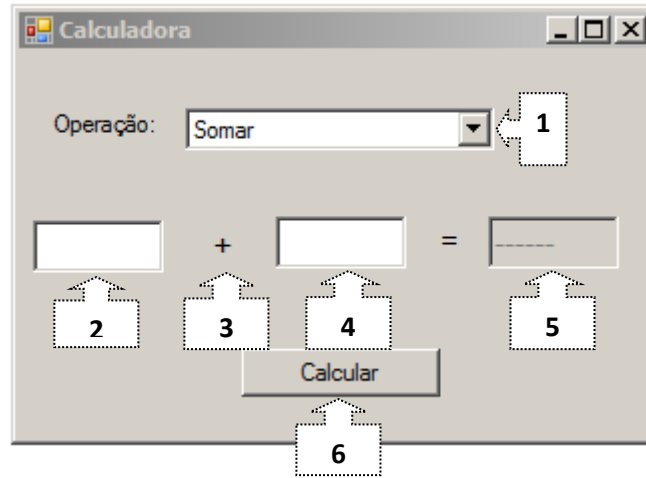 Calculadora
Operação: Somar 1
+ = ------
2 3 4 5
Calcular
6